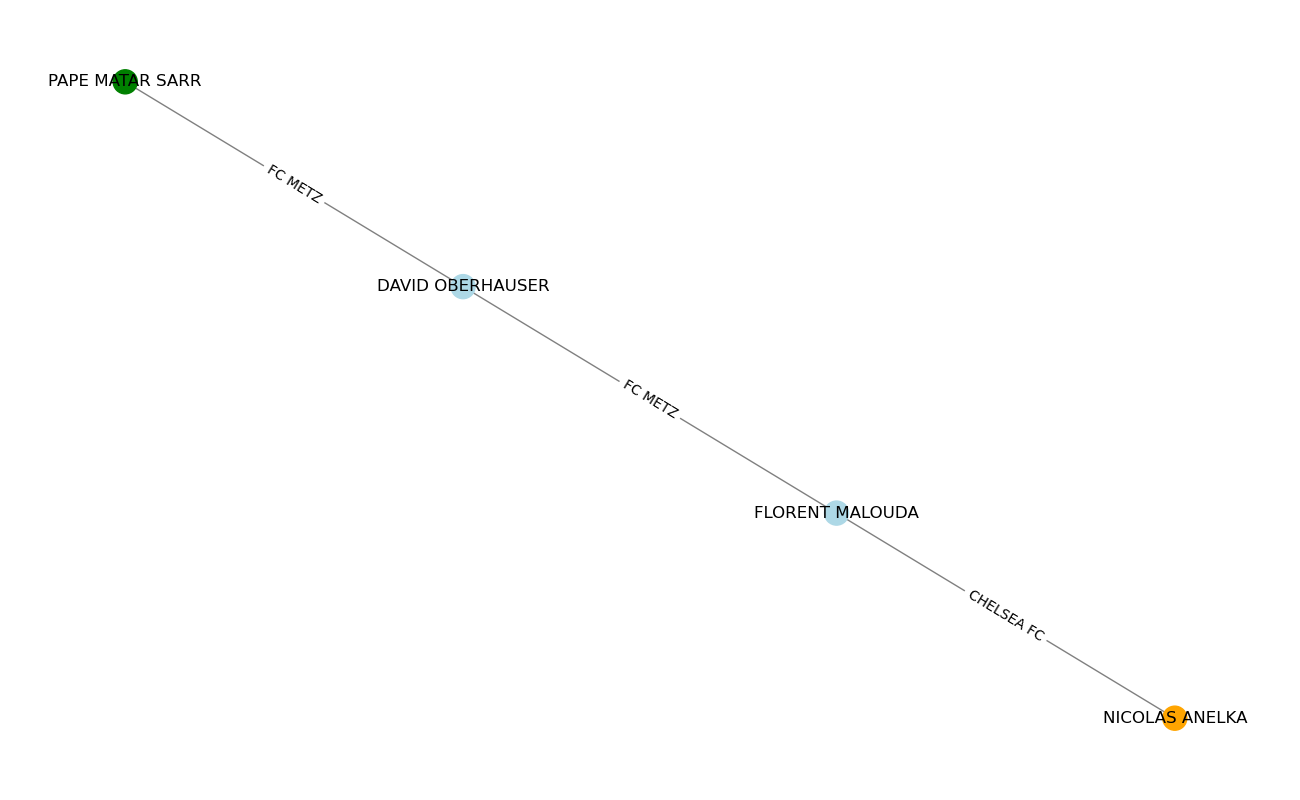 PAPE MATAR SARR
FC METZ
DAVID OBERHAUSER
FC METZ
FLORENT MALOUDA
CHELSEA FC
NICOLAS ANELKA